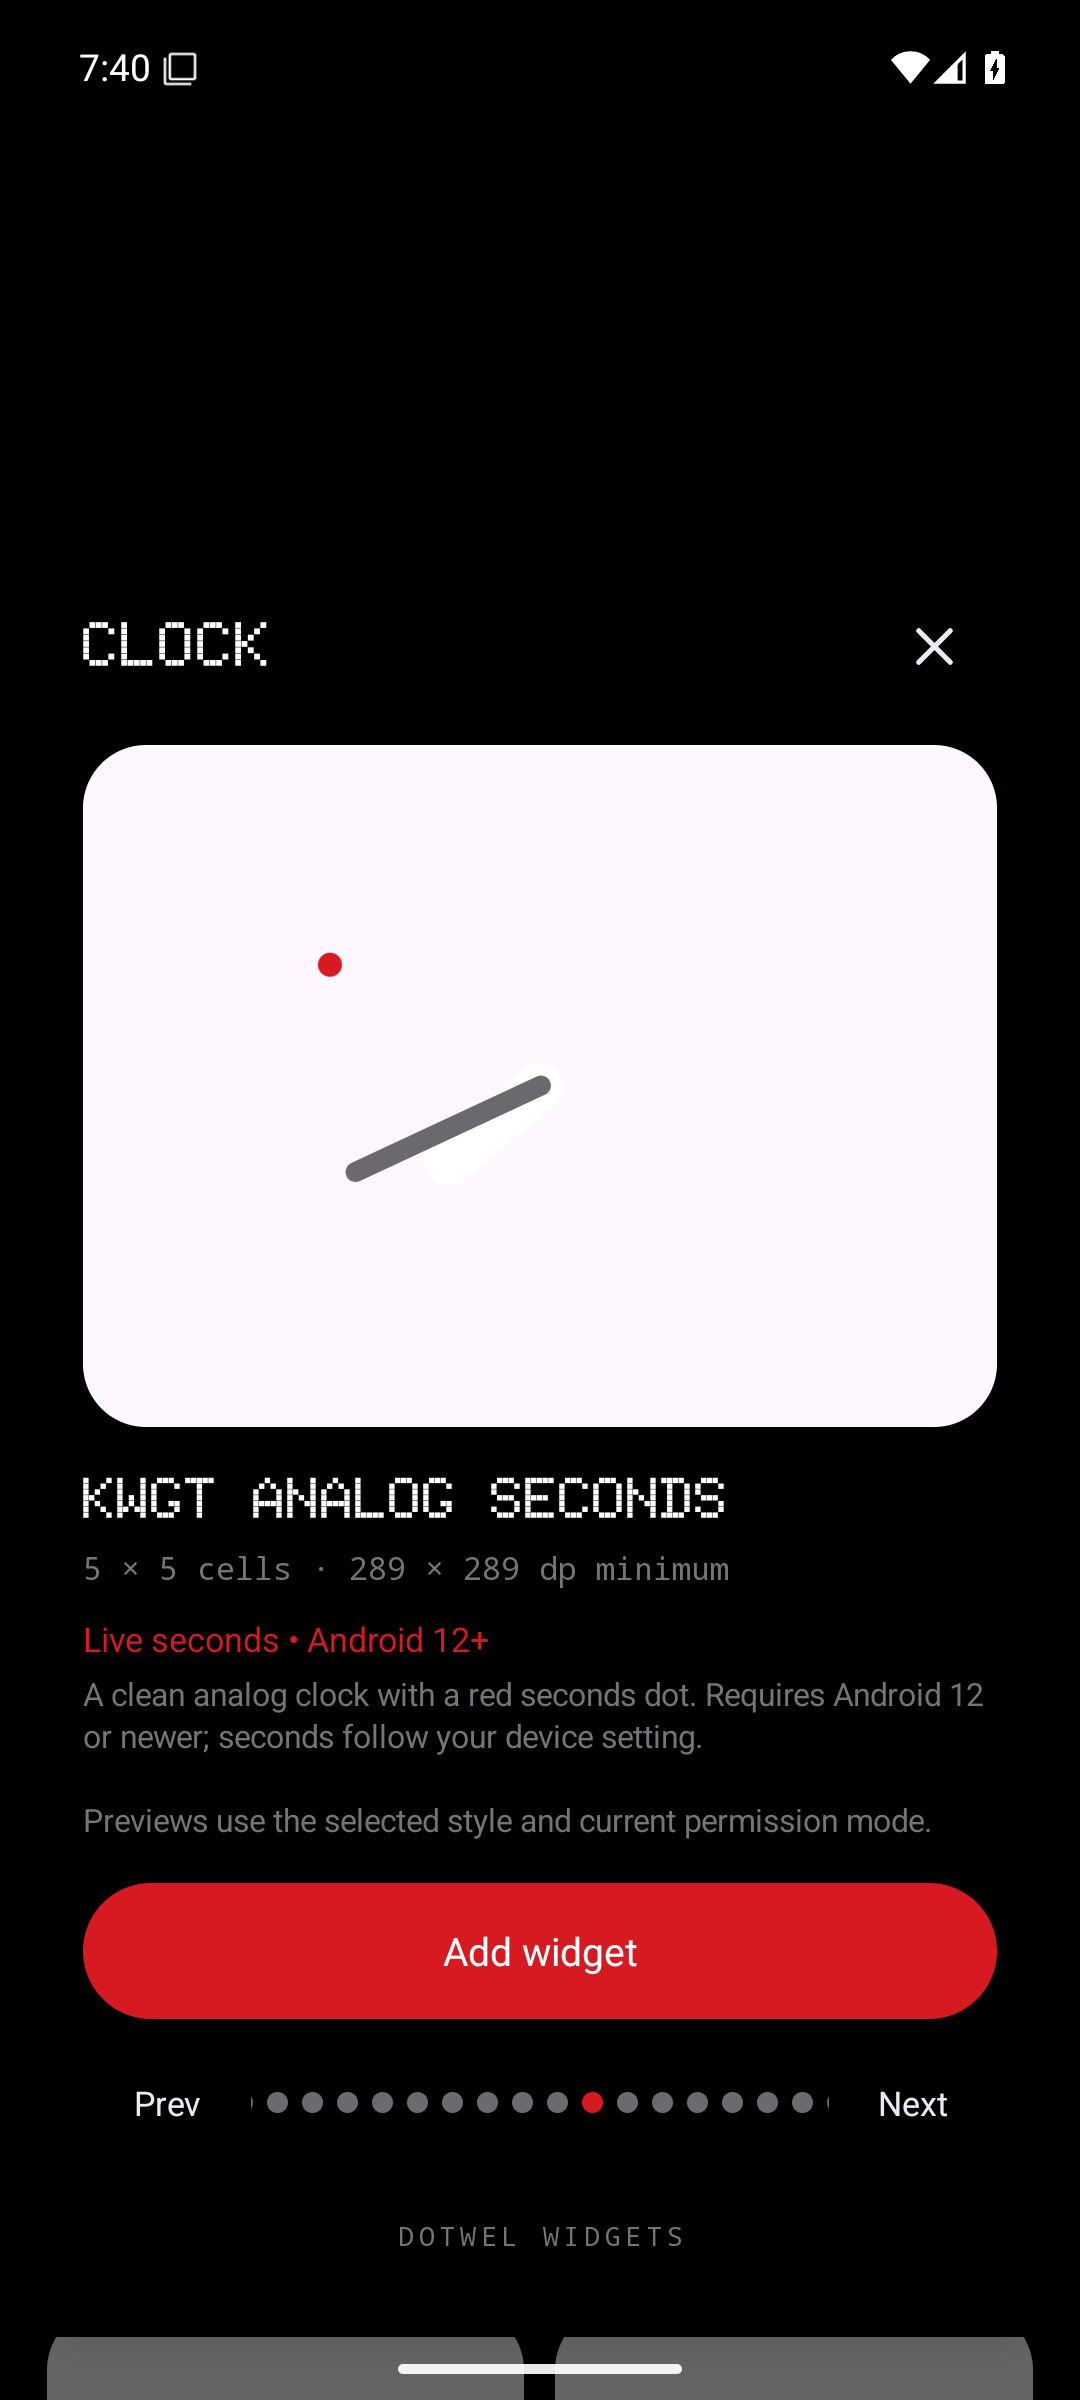 7:40
CLOCK
KWGT ANALOG SECONDS
5 × 5 cells · 289 × 289 dp minimum
Live seconds • Android 12+
A clean analog clock with a red seconds dot. Requires Android 12
or newer; seconds follow your device setting.
Previews use the selected style and current permission mode.
Add widget
Prev
Next
DOTWEL WIDGETS